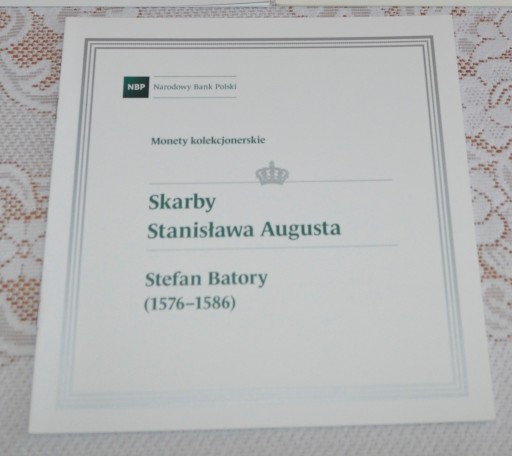 NBP Narodowy Bank Polski
Monety kolekcjonerskie
Skarby
Stanisława Augusta
Stefan Batory
(1576–1586)